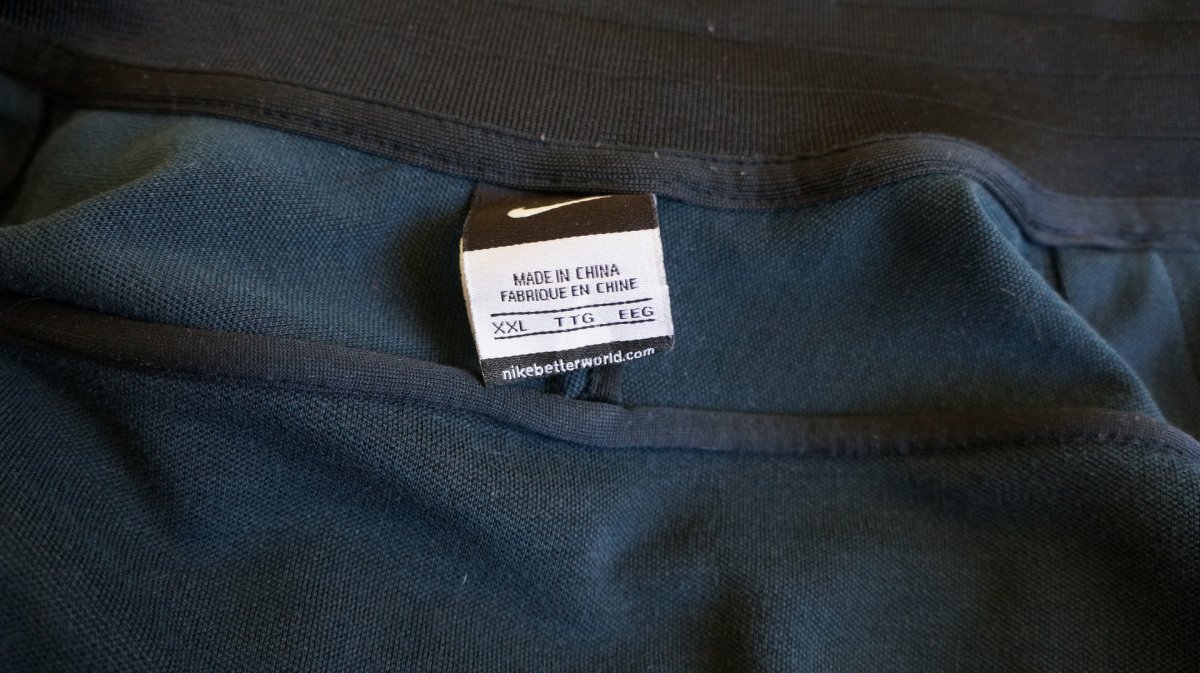 MADE IN CHINA
FABRIQUE EN CHINE
XXL TTG EEG
nikebetterworld.com